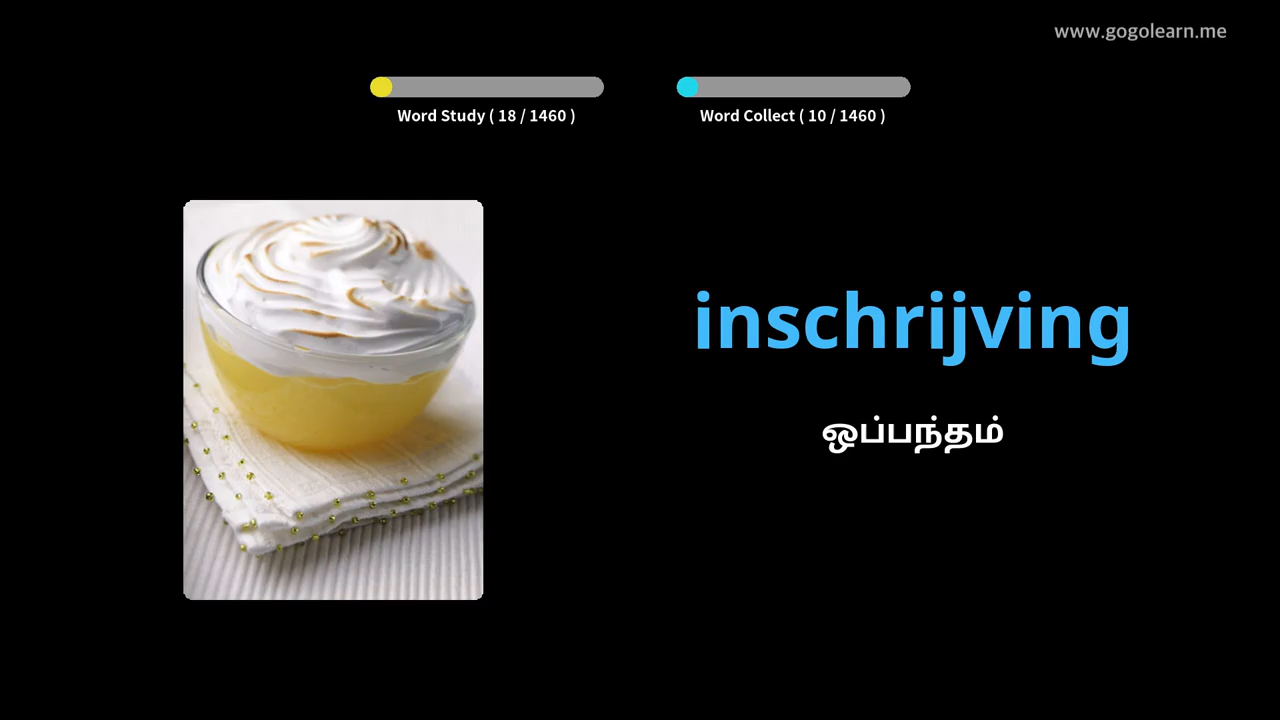 www.gogolearn.me
Word Study ( 18 / 1460 )
Word Collect ( 10 / 1460 )
inschrijving
ஒப்பந்தம்